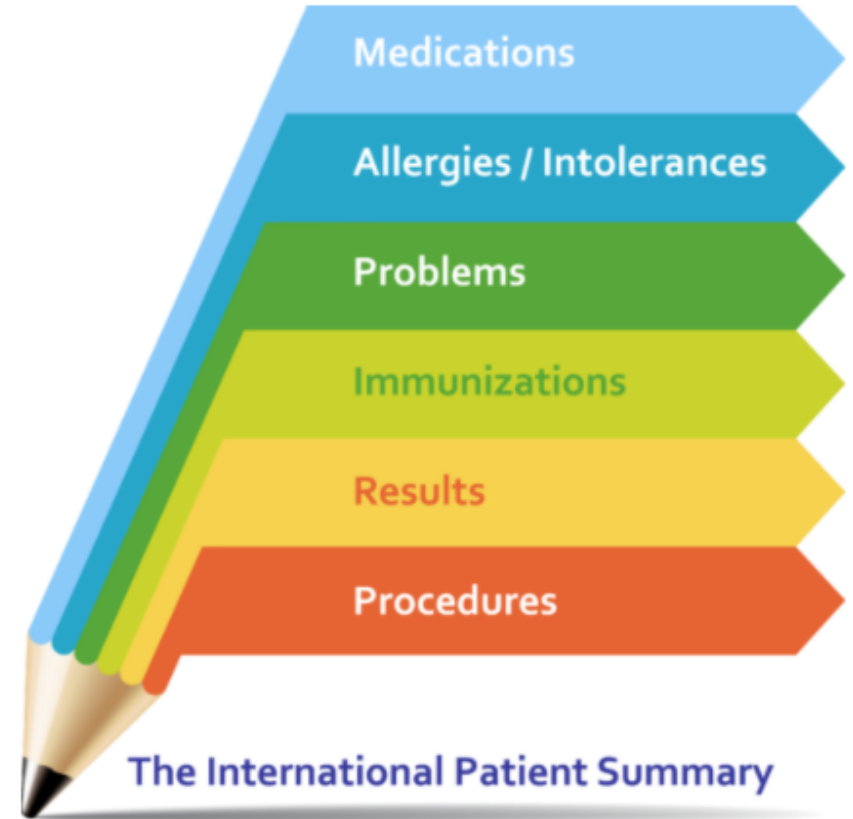 Medications
Allergies / Intolerances
Problems
Immunizations
Results
Procedures
The International Patient Summary